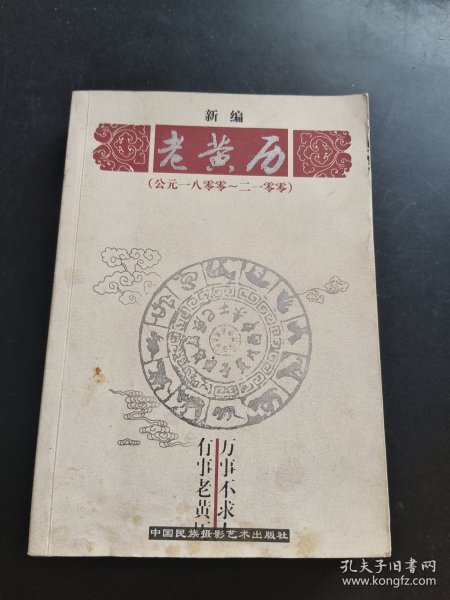 新编
老黄历
(公元一八零零~二一零零)
万事不求
有事老黄
中国民族摄影艺术出版社
孔夫子旧书网
www.kongfz.com